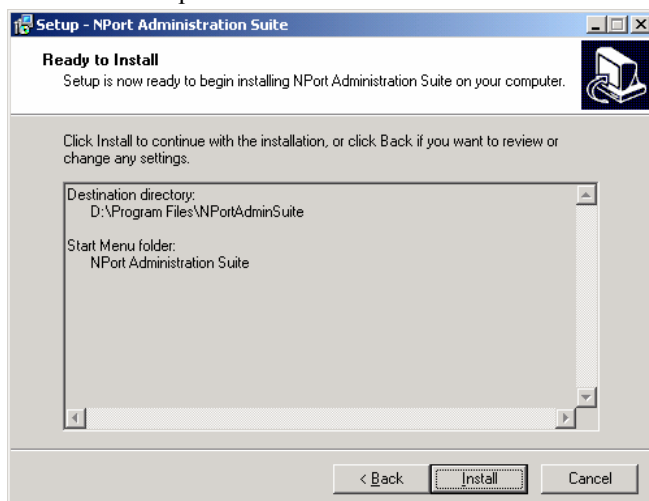 Setup - NPort Administration Suite
Ready to Install
Setup is now ready to begin installing NPort Administration Suite on your computer.
Click Install to continue with the installation, or click Back if you want to review or
change any settings.
Destination directory:
D:\Program Files\NPortAdminSuite
Start Menu folder:
NPort Administration Suite
< Back
Install
Cancel